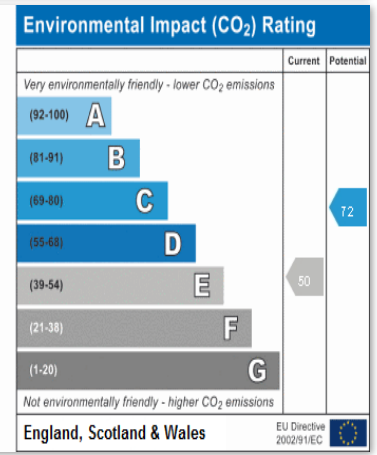 Environmental Impact (CO₂) Rating
Current Potential
Very environmentally friendly - lower CO₂ emissions
(92-100) A
(81-91) B
(69-80) C
72
(55-68) D
(39-54) E
50
(21-38) F
(1-20) G
Not environmentally friendly - higher CO₂ emissions
England, Scotland & Wales
EU Directive
2002/91/EC